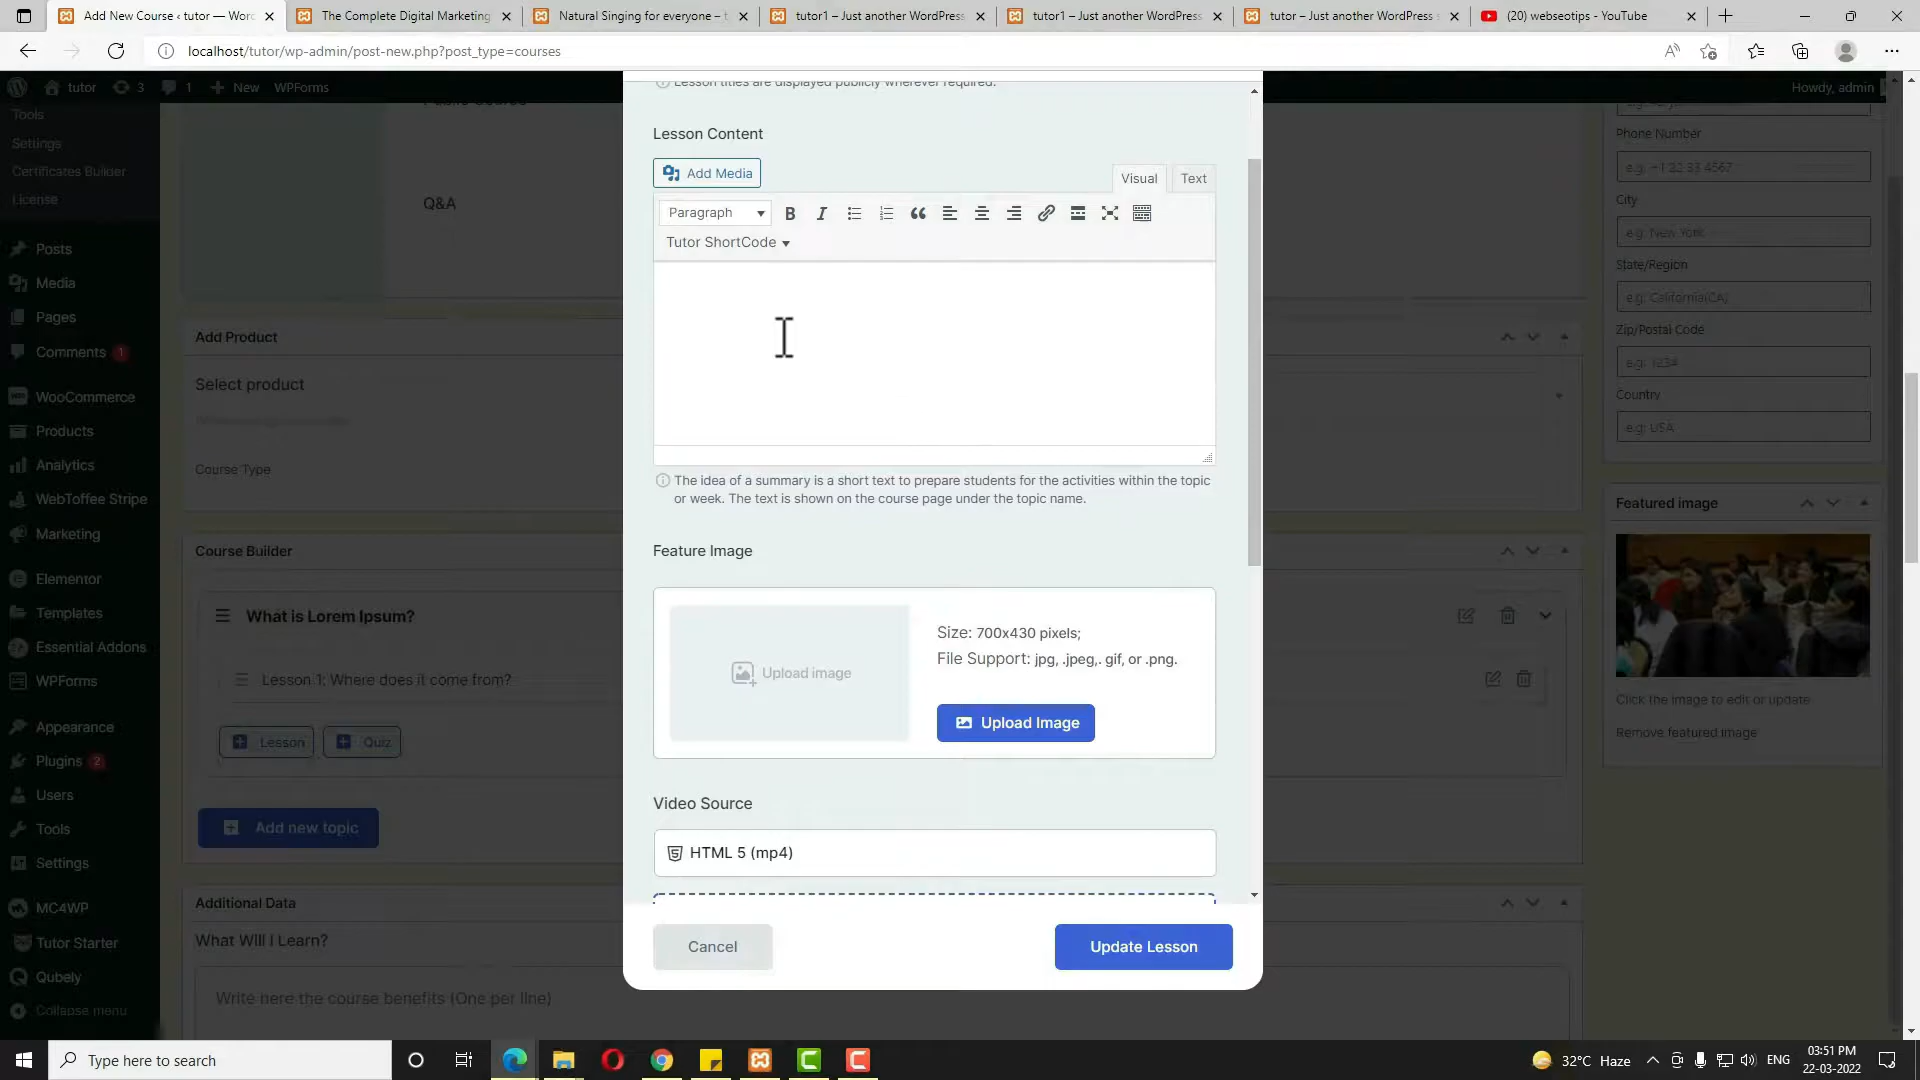 Add New Course ‹ tutor — Worc
The Complete Digital Marketing
Natural Singing for everyone – t
tutor1 – Just another WordPress
tutor1 – Just another WordPress
tutor – Just another WordPress s
(20) webseotips - YouTube
localhost/tutor/wp-admin/post-new.php?post_type=courses
tutor
3
1
New
WPForms
Howdy, admin
Tools
Settings
Certificates Builder
License
Posts
Media
Pages
Comments 1
WooCommerce
Products
Analytics
WebToffee Stripe
Marketing
Elementor
Templates
Essential Addons
WPForms
Appearance
Plugins 2
Users
Tools
Settings
MC4WP
Tutor Starter
Qubely
Collapse menu
Public Course
Q&A
Add Product
Select product
Course Type
Course Builder
What is Lorem Ipsum?
Lesson 1: Where does it come from?
Lesson
Quiz
Add new topic
Additional Data
What Will I Learn?
Write here the course benefits (One per line)
Lesson titles are displayed publicly wherever required.
Lesson Content
Add Media
Visual
Text
Paragraph
Tutor ShortCode
The idea of a summary is a short text to prepare students for the activities within the topic
or week. The text is shown on the course page under the topic name.
Feature Image
Upload image
Size: 700x430 pixels;
File Support: jpg, .jpeg,. gif, or .png.
Upload Image
Video Source
HTML 5 (mp4)
Cancel
Update Lesson
Phone Number
e.g. +1 22 33 4567
City
e.g. New York
State/Region
e.g. California(CA)
Zip/Postal Code
e.g. 1234
Country
e.g. USA
Featured image
Click the image to edit or update
Remove featured image
Type here to search
32°C Haze
ENG
03:51 PM
22-03-2022